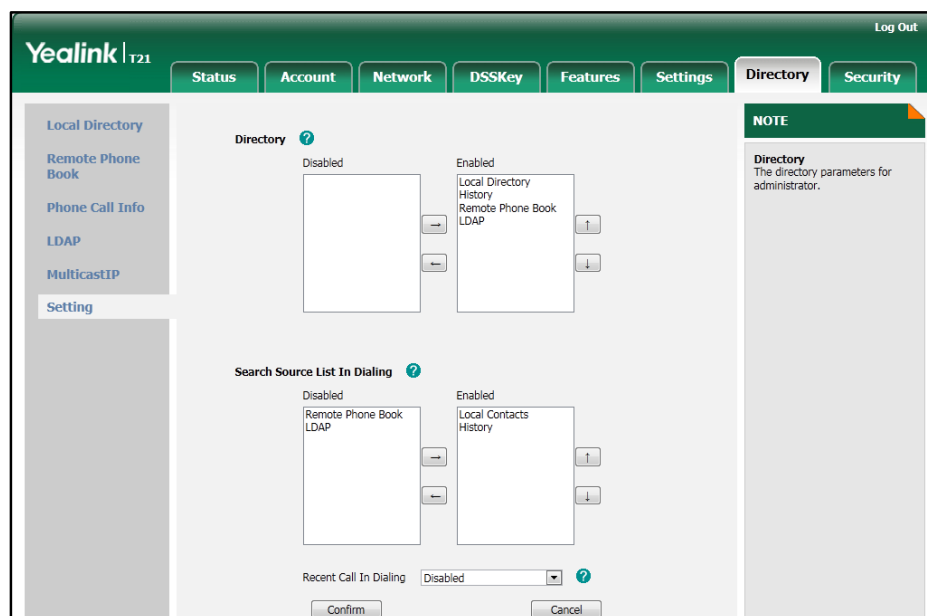 Log Out
Yealink | T21
Status
Account
Network
DSSKey
Features
Settings
Directory
Security
Local Directory
Remote Phone
Book
Phone Call Info
LDAP
MulticastIP
Setting
Directory ?
Disabled
Enabled
Local Directory
History
Remote Phone Book
LDAP
→
←
↑
↓
Search Source List In Dialing ?
Disabled
Enabled
Remote Phone Book
LDAP
Local Contacts
History
→
←
↑
↓
Recent Call In Dialing Disabled ?
Confirm
Cancel
NOTE
Directory
The directory parameters for
administrator.